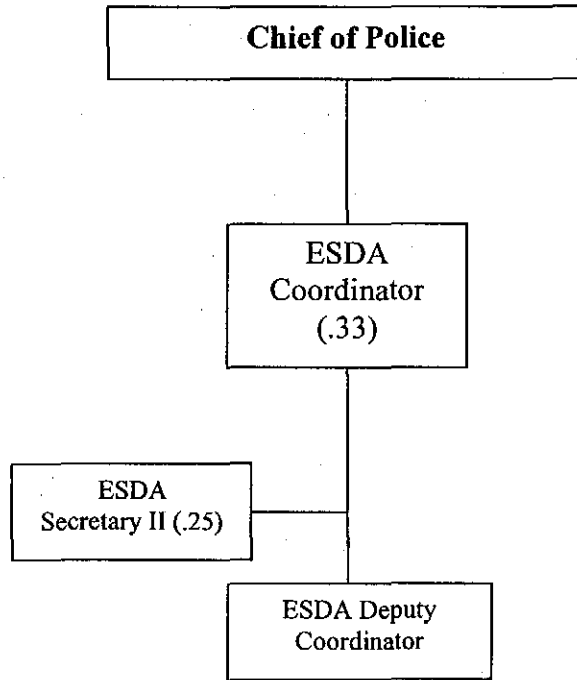 Chief of Police
ESDA
Coordinator
(.33)
ESDA
Secretary II (.25)
ESDA Deputy
Coordinator